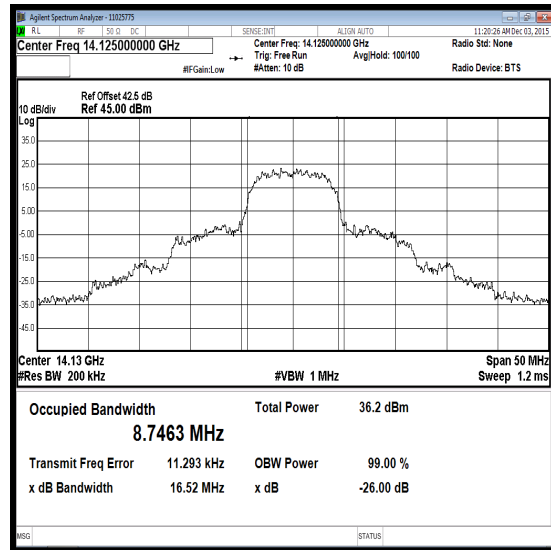 Agilent Spectrum Analyzer - 11025775
LXI RL RF 50 Ω DC SENSE:INT ALIGN AUTO 11:20:26 AM Dec 03, 2015
Center Freq 14.125000000 GHz Center Freq: 14.125000000 GHz Radio Std: None
Trig: Free Run Avg|Hold: 100/100
#IFGain:Low #Atten: 10 dB Radio Device: BTS
Ref Offset 42.5 dB
10 dB/div Ref 45.00 dBm
Log
35.0
25.0
15.0
5.00
-5.00
-15.0
-25.0
-35.0
-45.0
Center 14.13 GHz Span 50 MHz
#Res BW 200 kHz #VBW 1 MHz Sweep 1.2 ms
Occupied Bandwidth Total Power 36.2 dBm
8.7463 MHz
Transmit Freq Error 11.293 kHz OBW Power 99.00 %
x dB Bandwidth 16.52 MHz x dB -26.00 dB
MSG STATUS